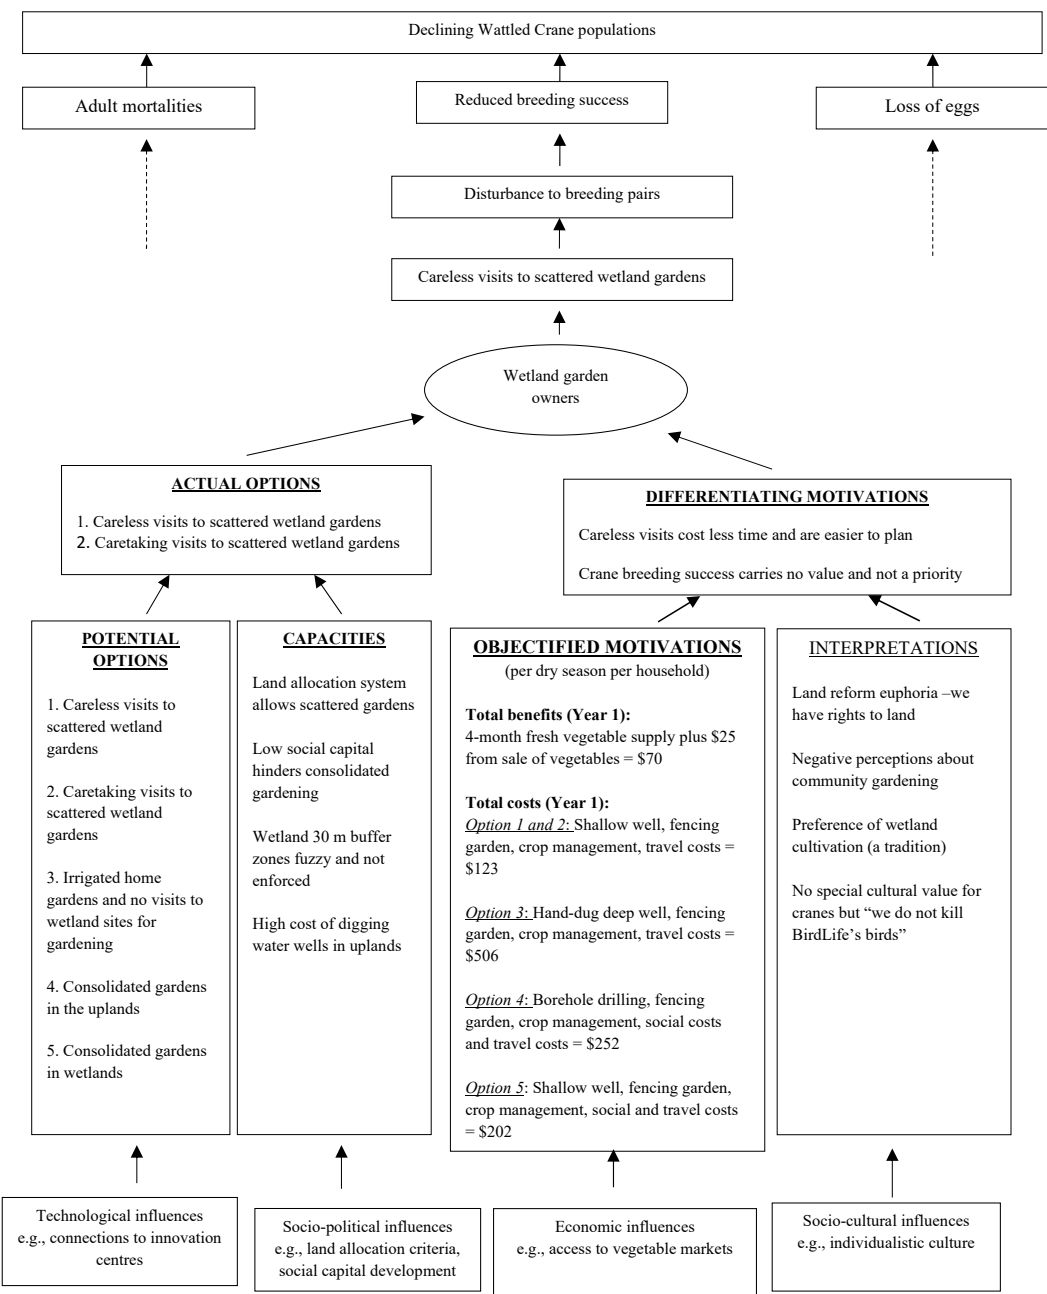 Declining Wattled Crane populations
Adult mortalities
Reduced breeding success
Loss of eggs
Disturbance to breeding pairs
Careless visits to scattered wetland gardens
Wetland garden
owners
ACTUAL OPTIONS
1. Careless visits to scattered wetland gardens
2. Caretaking visits to scattered wetland gardens
DIFFERENTIATING MOTIVATIONS
Careless visits cost less time and are easier to plan
Crane breeding success carries no value and not a priority
POTENTIAL
OPTIONS
1. Careless visits to
scattered wetland
gardens
2. Caretaking visits to
scattered wetland
gardens
3. Irrigated home
gardens and no visits to
wetland sites for
gardening
4. Consolidated gardens
in the uplands
5. Consolidated gardens
in wetlands
CAPACITIES
Land allocation system
allows scattered gardens
Low social capital
hinders consolidated
gardening
Wetland 30 m buffer
zones fuzzy and not
enforced
High cost of digging
water wells in uplands
OBJECTIFIED MOTIVATIONS
(per dry season per household)
Total benefits (Year 1):
4-month fresh vegetable supply plus $25
from sale of vegetables = $70
Total costs (Year 1):
Option 1 and 2: Shallow well, fencing
garden, crop management, travel costs =
$123
Option 3: Hand-dug deep well, fencing
garden, crop management, travel costs =
$506
Option 4: Borehole drilling, fencing
garden, crop management, social costs
and travel costs = $252
Option 5: Shallow well, fencing garden,
crop management, social and travel costs
= $202
INTERPRETATIONS
Land reform euphoria –we
have rights to land
Negative perceptions about
community gardening
Preference of wetland
cultivation (a tradition)
No special cultural value for
cranes but “we do not kill
BirdLife’s birds”
Technological influences
e.g., connections to innovation
centres
Socio-political influences
e.g., land allocation criteria,
social capital development
Economic influences
e.g., access to vegetable markets
Socio-cultural influences
e.g., individualistic culture